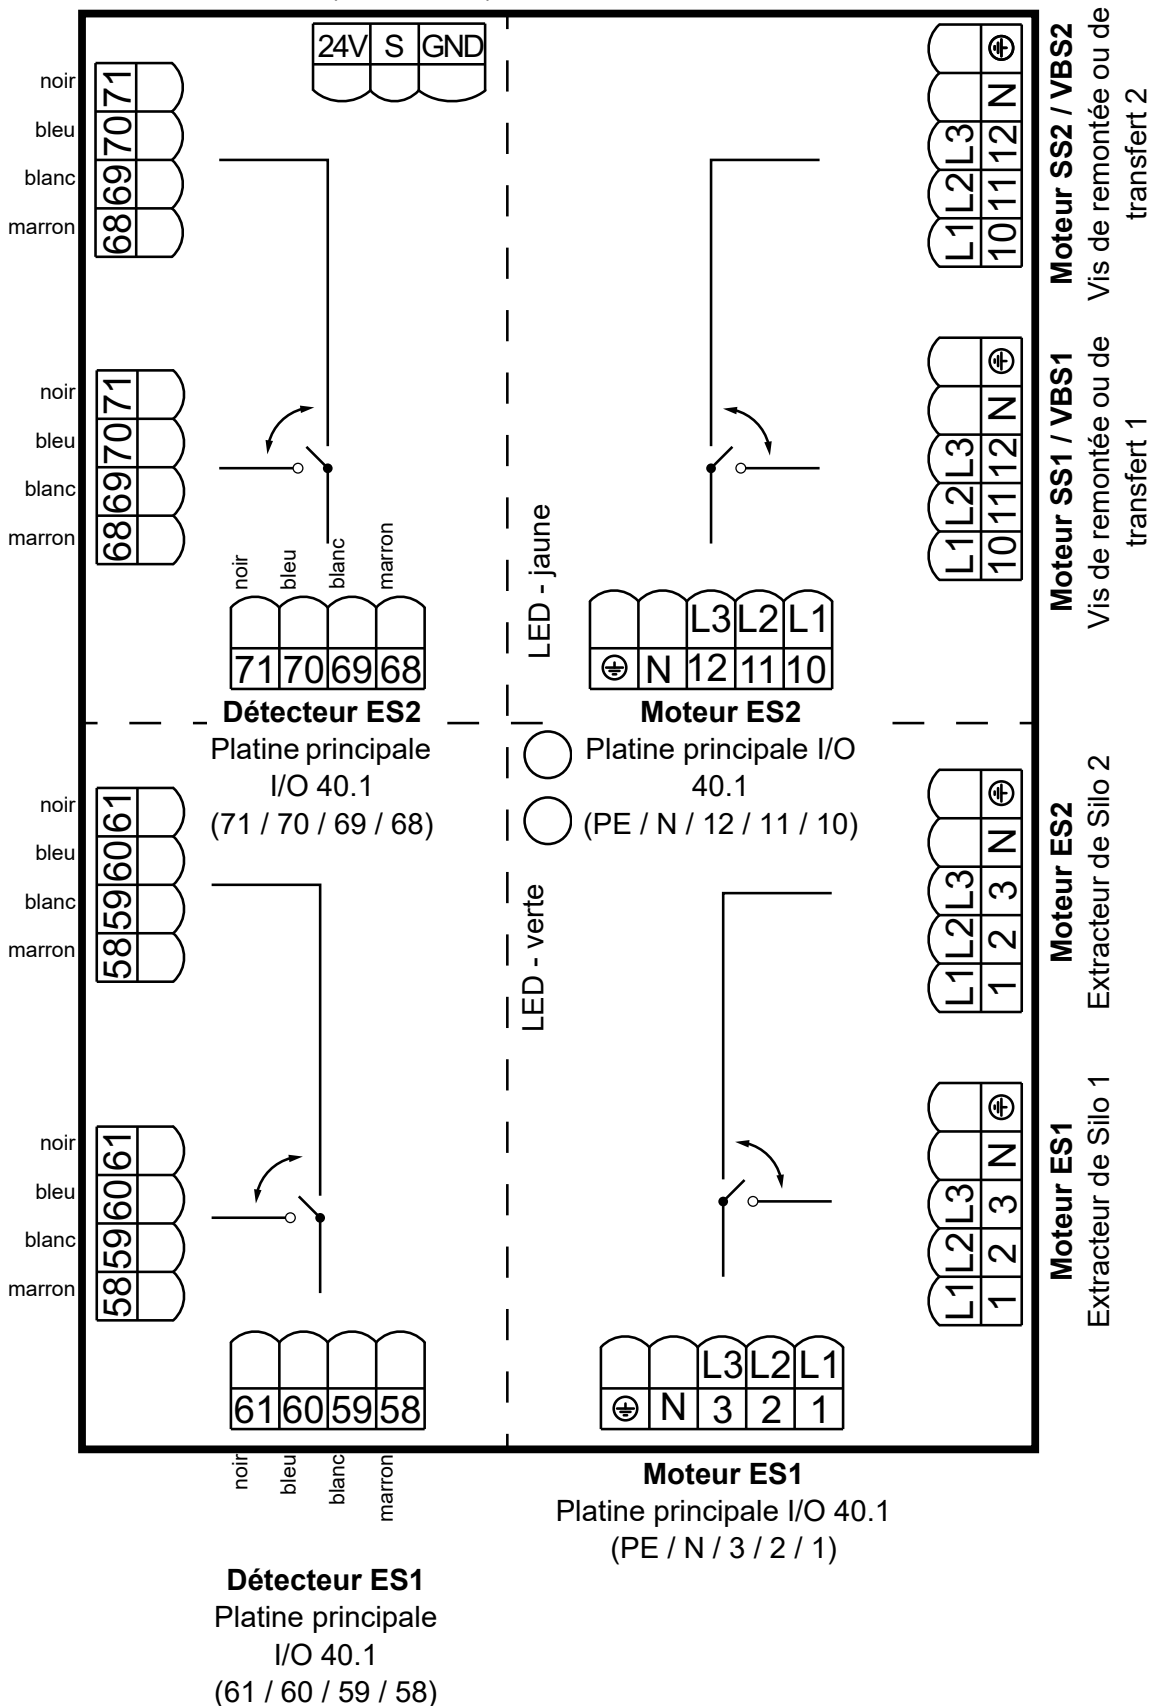 24V S GND
noir
bleu
blanc
marron
71
70
69
68
L1 L2 L3
10 11 12 N
Moteur SS2 / VBS2
Vis de remontée ou de
transfert 2
noir
bleu
blanc
marron
71
70
69
68
L1 L2 L3
10 11 12 N
Moteur SS1 / VBS1
Vis de remontée ou de
transfert 1
noir
bleu
blanc
marron
71 70 69 68
Détecteur ES2
Platine principale
I/O 40.1
(71 / 70 / 69 / 68)
LED - jaune
L3 L2 L1
N 12 11 10
Moteur ES2
Platine principale I/O
40.1
(PE / N / 12 / 11 / 10)
LED - verte
noir
bleu
blanc
marron
61
60
59
58
L1 L2 L3
1 2 3 N
Moteur ES2
Extracteur de Silo 2
noir
bleu
blanc
marron
61
60
59
58
L1 L2 L3
1 2 3 N
Moteur ES1
Extracteur de Silo 1
61 60 59 58
noir
bleu
blanc
marron
L3 L2 L1
N 3 2 1
Moteur ES1
Platine principale I/O 40.1
(PE / N / 3 / 2 / 1)
Détecteur ES1
Platine principale
I/O 40.1
(61 / 60 / 59 / 58)